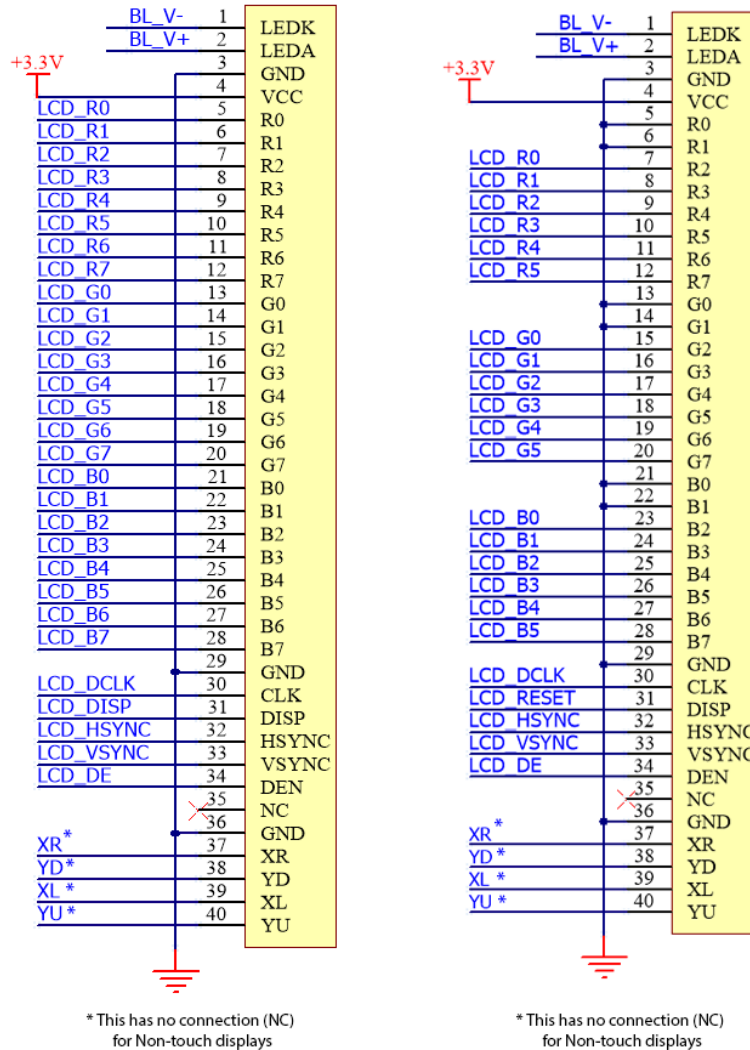 BL_V- 1 LEDK
BL_V+ 2 LEDA
3 GND
+3.3V 4 VCC
LCD_R0 5 R0
LCD_R1 6 R1
LCD_R2 7 R2
LCD_R3 8 R3
LCD_R4 9 R4
LCD_R5 10 R5
LCD_R6 11 R6
LCD_R7 12 R7
LCD_G0 13 G0
LCD_G1 14 G1
LCD_G2 15 G2
LCD_G3 16 G3
LCD_G4 17 G4
LCD_G5 18 G5
LCD_G6 19 G6
LCD_G7 20 G7
LCD_B0 21 B0
LCD_B1 22 B1
LCD_B2 23 B2
LCD_B3 24 B3
LCD_B4 25 B4
LCD_B5 26 B5
LCD_B6 27 B6
LCD_B7 28 B7
29 GND
LCD_DCLK 30 CLK
LCD_DISP 31 DISP
LCD_HSYNC 32 HSYNC
LCD_VSYNC 33 VSYNC
LCD_DE 34 DEN
35 NC
36 GND
XR* 37 XR
YD* 38 YD
XL * 39 XL
YU * 40 YU
* This has no connection (NC)
for Non-touch displays
BL_V- 1 LEDK
BL_V+ 2 LEDA
3 GND
+3.3V 4 VCC
5 R0
6 R1
LCD_R0 7 R2
LCD_R1 8 R3
LCD_R2 9 R4
LCD_R3 10 R5
LCD_R4 11 R6
LCD_R5 12 R7
13 G0
14 G1
LCD_G0 15 G2
LCD_G1 16 G3
LCD_G2 17 G4
LCD_G3 18 G5
LCD_G4 19 G6
LCD_G5 20 G7
21 B0
22 B1
LCD_B0 23 B2
LCD_B1 24 B3
LCD_B2 25 B4
LCD_B3 26 B5
LCD_B4 27 B6
LCD_B5 28 B7
29 GND
LCD_DCLK 30 CLK
LCD_RESET 31 DISP
LCD_HSYNC 32 HSYNC
LCD_VSYNC 33 VSYNC
LCD_DE 34 DEN
35 NC
36 GND
XR* 37 XR
YD* 38 YD
XL * 39 XL
YU * 40 YU
* This has no connection (NC)
for Non-touch displays